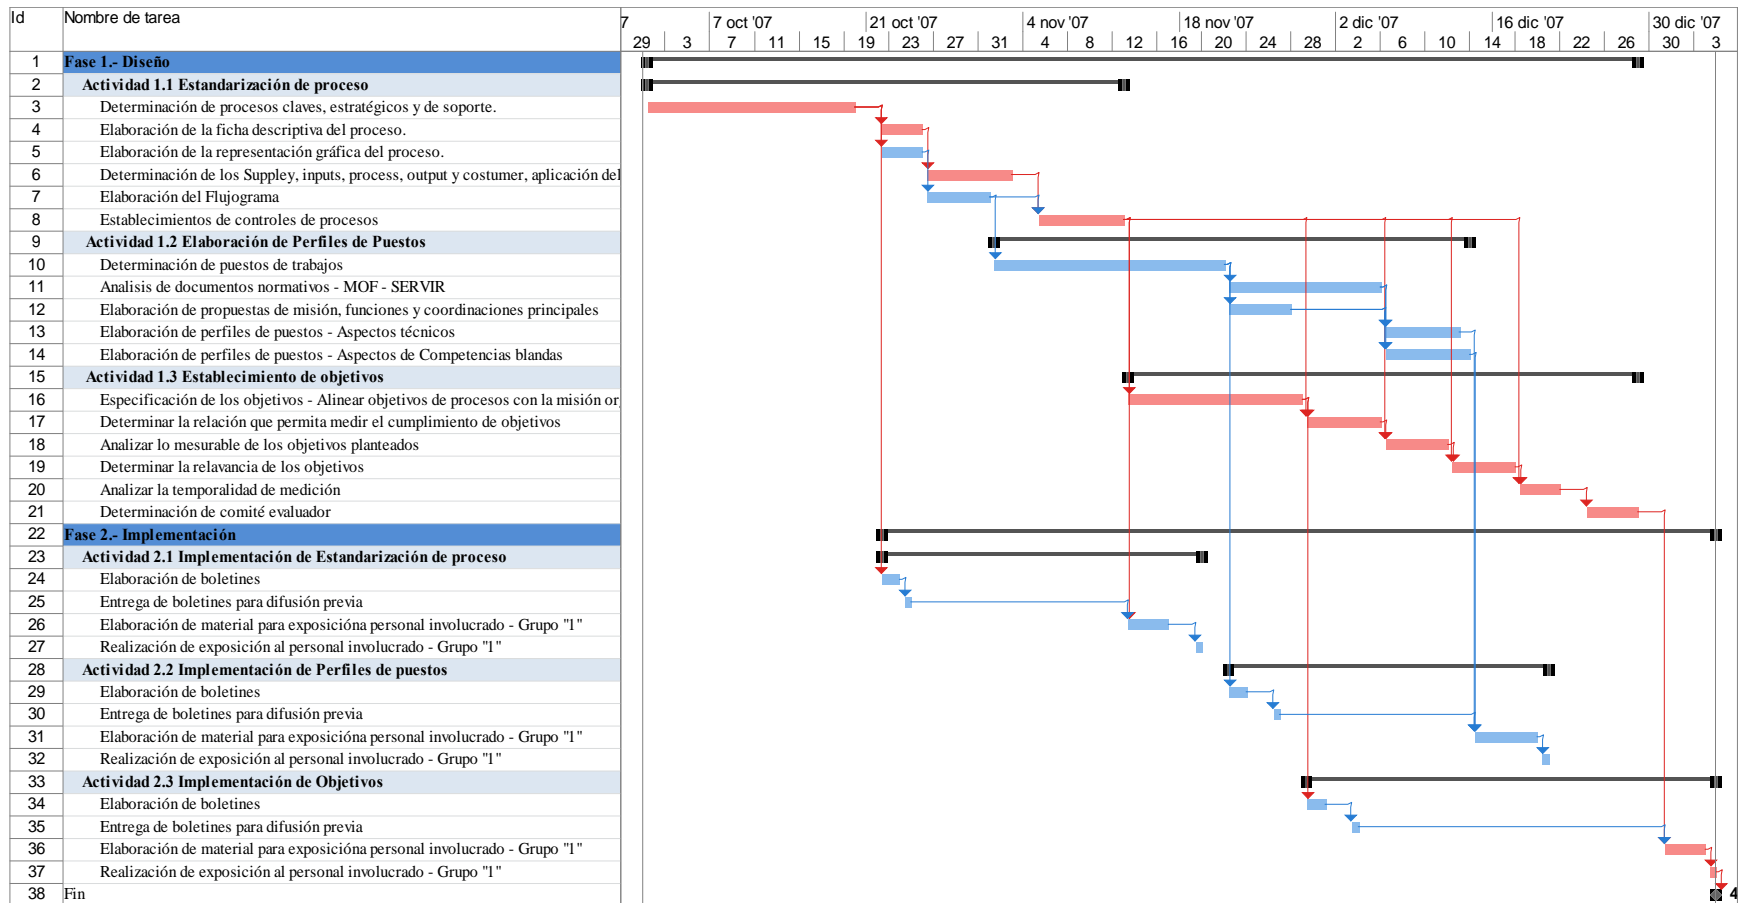 Id Nombre de tarea 7 7 oct '07 21 oct '07 4 nov '07 18 nov '07 2 dic '07 16 dic '07 30 dic '07
29 3 7 11 15 19 23 27 31 4 8 12 16 20 24 28 2 6 10 14 18 22 26 30 3
1 Fase 1.- Diseño
2 Actividad 1.1 Estandarización de proceso
3 Determinación de procesos claves, estratégicos y de soporte.
4 Elaboración de la ficha descriptiva del proceso.
5 Elaboración de la representación gráfica del proceso.
6 Determinación de los Suppley, inputs, process, output y costumer, aplicación del
7 Elaboración del Flujograma
8 Establecimientos de controles de procesos
9 Actividad 1.2 Elaboración de Perfiles de Puestos
10 Determinación de puestos de trabajos
11 Analisis de documentos normativos - MOF - SERVIR
12 Elaboración de propuestas de misión, funciones y coordinaciones principales
13 Elaboración de perfiles de puestos - Aspectos técnicos
14 Elaboración de perfiles de puestos - Aspectos de Competencias blandas
15 Actividad 1.3 Establecimiento de objetivos
16 Especificación de los objetivos - Alinear objetivos de procesos con la misión or
17 Determinar la relación que permita medir el cumplimiento de objetivos
18 Analizar lo mesurable de los objetivos planteados
19 Determinar la relavancia de los objetivos
20 Analizar la temporalidad de medición
21 Determinación de comité evaluador
22 Fase 2.- Implementación
23 Actividad 2.1 Implementación de Estandarización de proceso
24 Elaboración de boletines
25 Entrega de boletines para difusión previa
26 Elaboración de material para exposicióna personal involucrado - Grupo "1"
27 Realización de exposición al personal involucrado - Grupo "1"
28 Actividad 2.2 Implementación de Perfiles de puestos
29 Elaboración de boletines
30 Entrega de boletines para difusión previa
31 Elaboración de material para exposicióna personal involucrado - Grupo "1"
32 Realización de exposición al personal involucrado - Grupo "1"
33 Actividad 2.3 Implementación de Objetivos
34 Elaboración de boletines
35 Entrega de boletines para difusión previa
36 Elaboración de material para exposicióna personal involucrado - Grupo "1"
37 Realización de exposición al personal involucrado - Grupo "1"
38 Fin 4